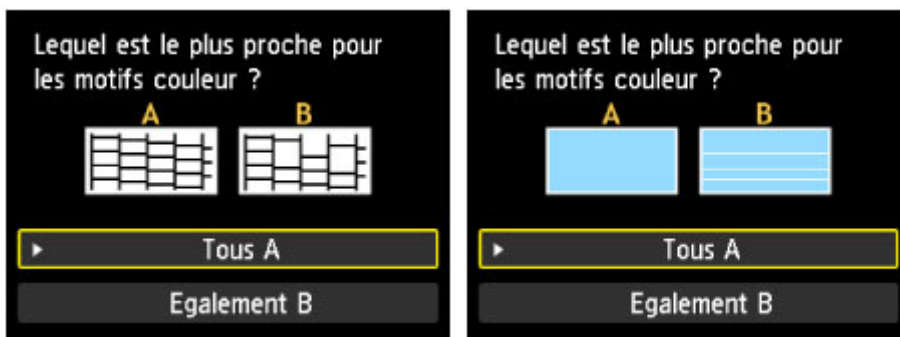 Lequel est le plus proche pour
les motifs couleur ?
A B
Tous A
Egalement B
Lequel est le plus proche pour
les motifs couleur ?
A B
Tous A
Egalement B